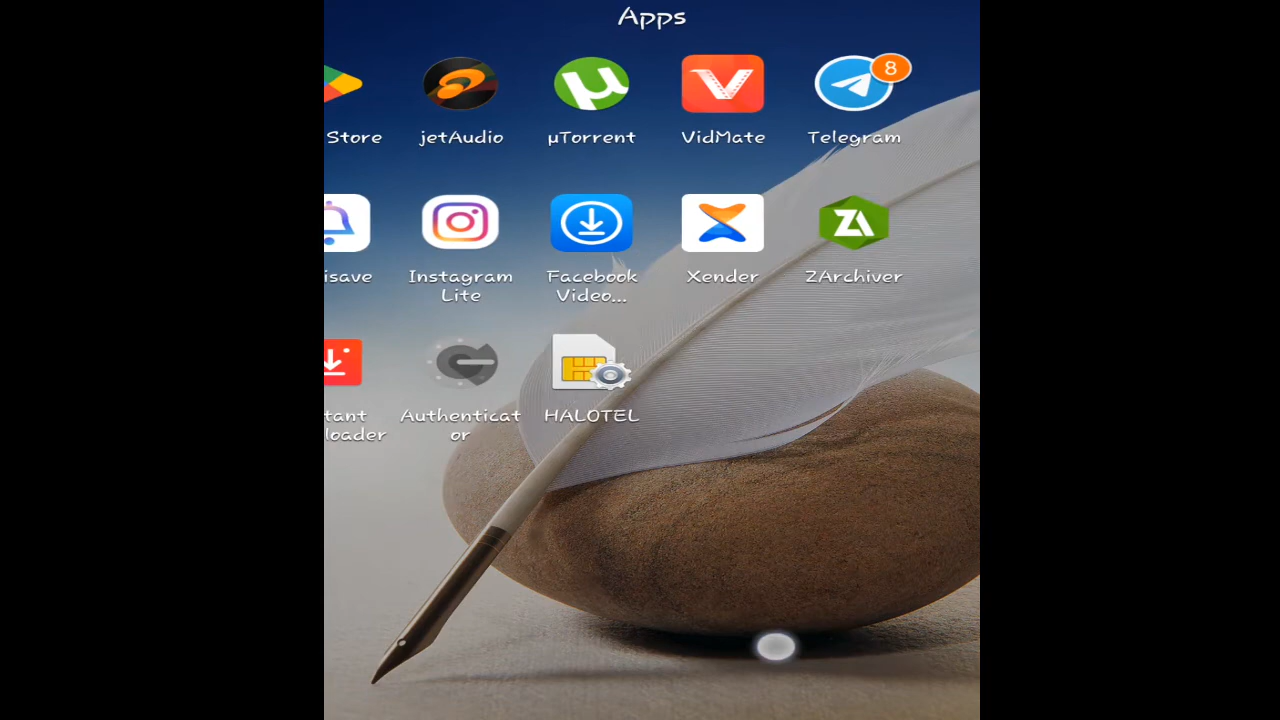 Apps
8
Store
jetAudio
µTorrent
VidMate
Telegram
isave
Instagram
Lite
Facebook
Video...
Xender
ZA
ZArchiver
tant
loader
Authenticat
or
HALOTEL